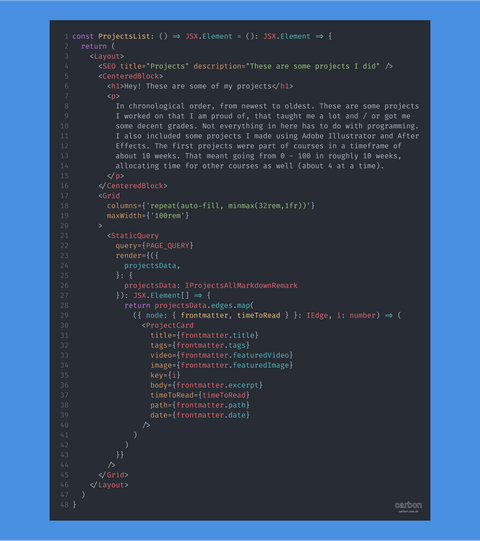 1 const ProjectsList: () => JSX.Element = (): JSX.Element => {
2 return (
3 <Layout>
4 <SEO title="Projects" description="These are some projects I did" />
5 <CenteredBlock>
6 <h1>Hey! These are some of my projects</h1>
7 <p>
8 In chronological order, from newest to oldest. These are some projects
9 I worked on that I am proud of, that taught me a lot and / or got me
10 some decent grades. Not everything in here has to do with programming.
11 I also included some projects I made using Adobe Illustrator and After
12 Effects. The first projects were part of courses in a timeframe of
13 about 10 weeks. That meant going from 0 - 100 in roughly 10 weeks,
14 allocating time for other courses as well (about 4 at a time).
15 </p>
16 </CenteredBlock>
17 <Grid
18 columns={'repeat(auto-fill, minmax(32rem,1fr))'}
19 maxWidth={'100rem'}
20 >
21 <StaticQuery
22 query={PAGE_QUERY}
23 render={({
24 projectsData,
25 }: {
26 projectsData: IProjectsAllMarkdownRemark
27 }): JSX.Element[] => {
28 return projectsData.edges.map(
29 ({ node: { frontmatter, timeToRead } }: IEdge, i: number) => (
30 <ProjectCard
31 title={frontmatter.title}
32 tags={frontmatter.tags}
33 video={frontmatter.featuredVideo}
34 image={frontmatter.featuredImage}
35 key={i}
36 body={frontmatter.excerpt}
37 timeToRead={timeToRead}
38 path={frontmatter.path}
39 date={frontmatter.date}
40 />
41 )
42 )
43 }}
44 />
45 </Grid>
46 </Layout>
47 )
48 }
carbon